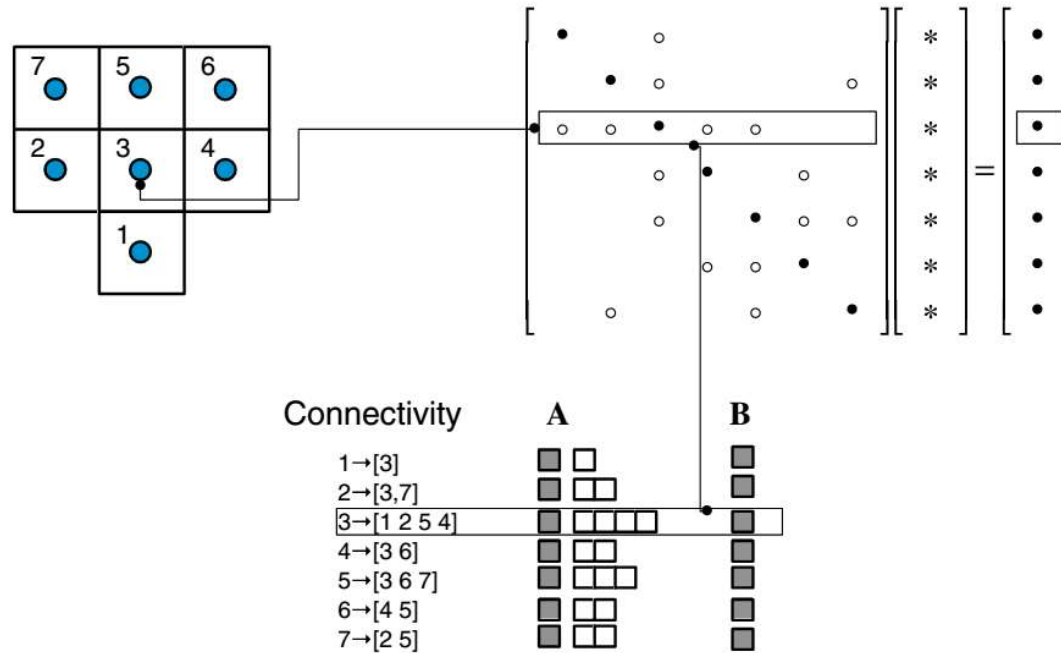 7 5 6
2 3 4
1
* 
*
*
*
=
*
*
*
Connectivity A B
1→[3]
2→[3,7]
3→[1 2 5 4]
4→[3 6]
5→[3 6 7]
6→[4 5]
7→[2 5]